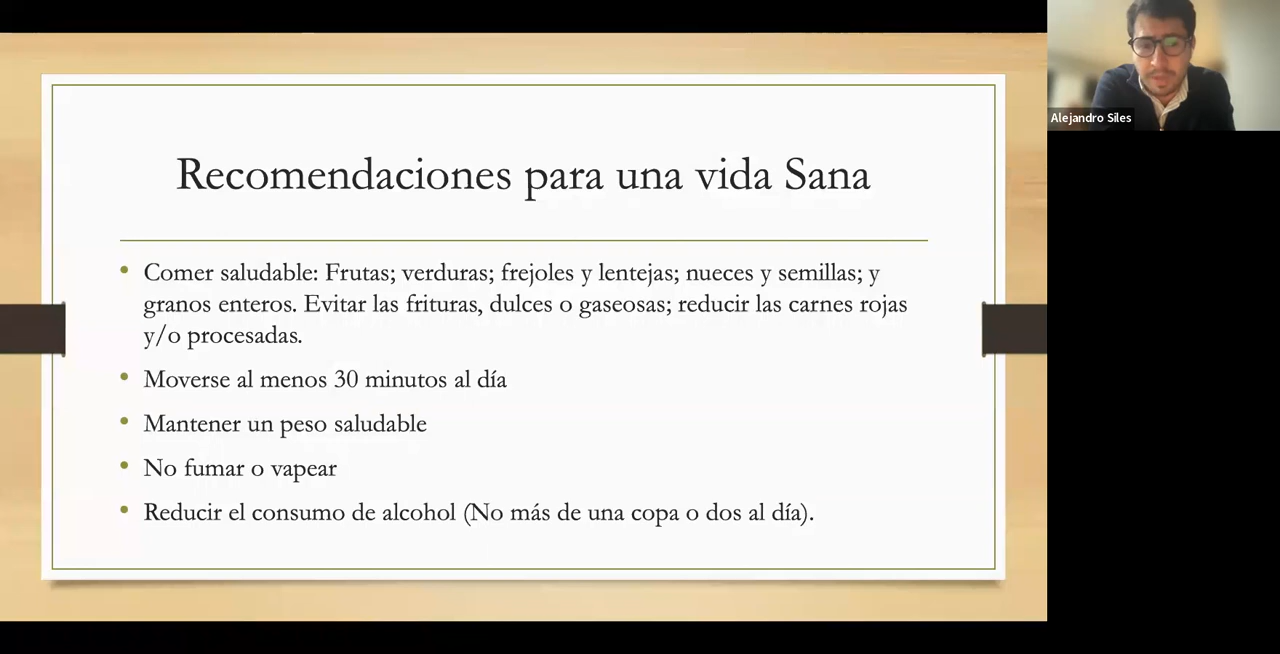 Recomendaciones para una vida Sana
• Comer saludable: Frutas; verduras; frejoles y lentejas; nueces y semillas; y
granos enteros. Evitar las frituras, dulces o gaseosas; reducir las carnes rojas
y/o procesadas.
• Moverse al menos 30 minutos al día
• Mantener un peso saludable
• No fumar o vapear
• Reducir el consumo de alcohol (No más de una copa o dos al día).
Alejandro Siles